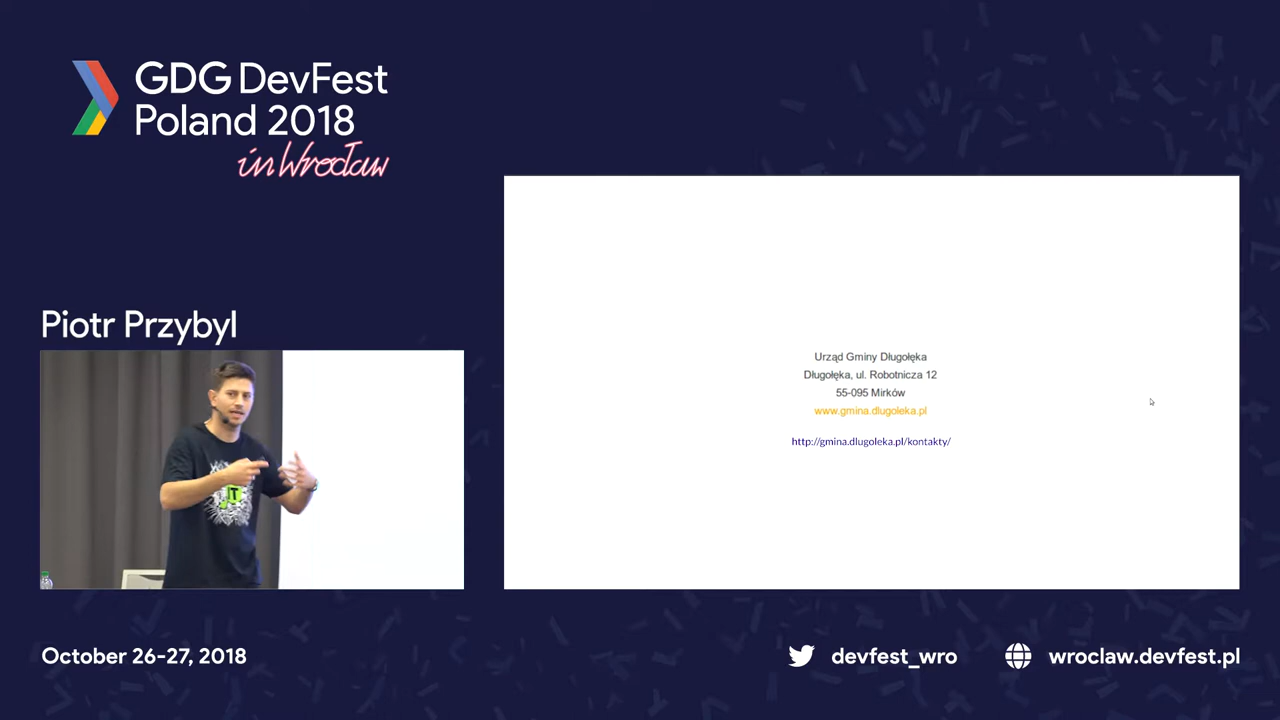 GDG DevFest
Poland 2018
in Wrocław
Piotr Przybyl
Urząd Gminy Długołęka
Długołęka, ul. Robotnicza 12
55-095 Mirków
www.gmina.dlugoleka.pl
http://gmina.dlugoleka.pl/kontakty/
IT
October 26-27, 2018
devfest_wro
wroclaw.devfest.pl